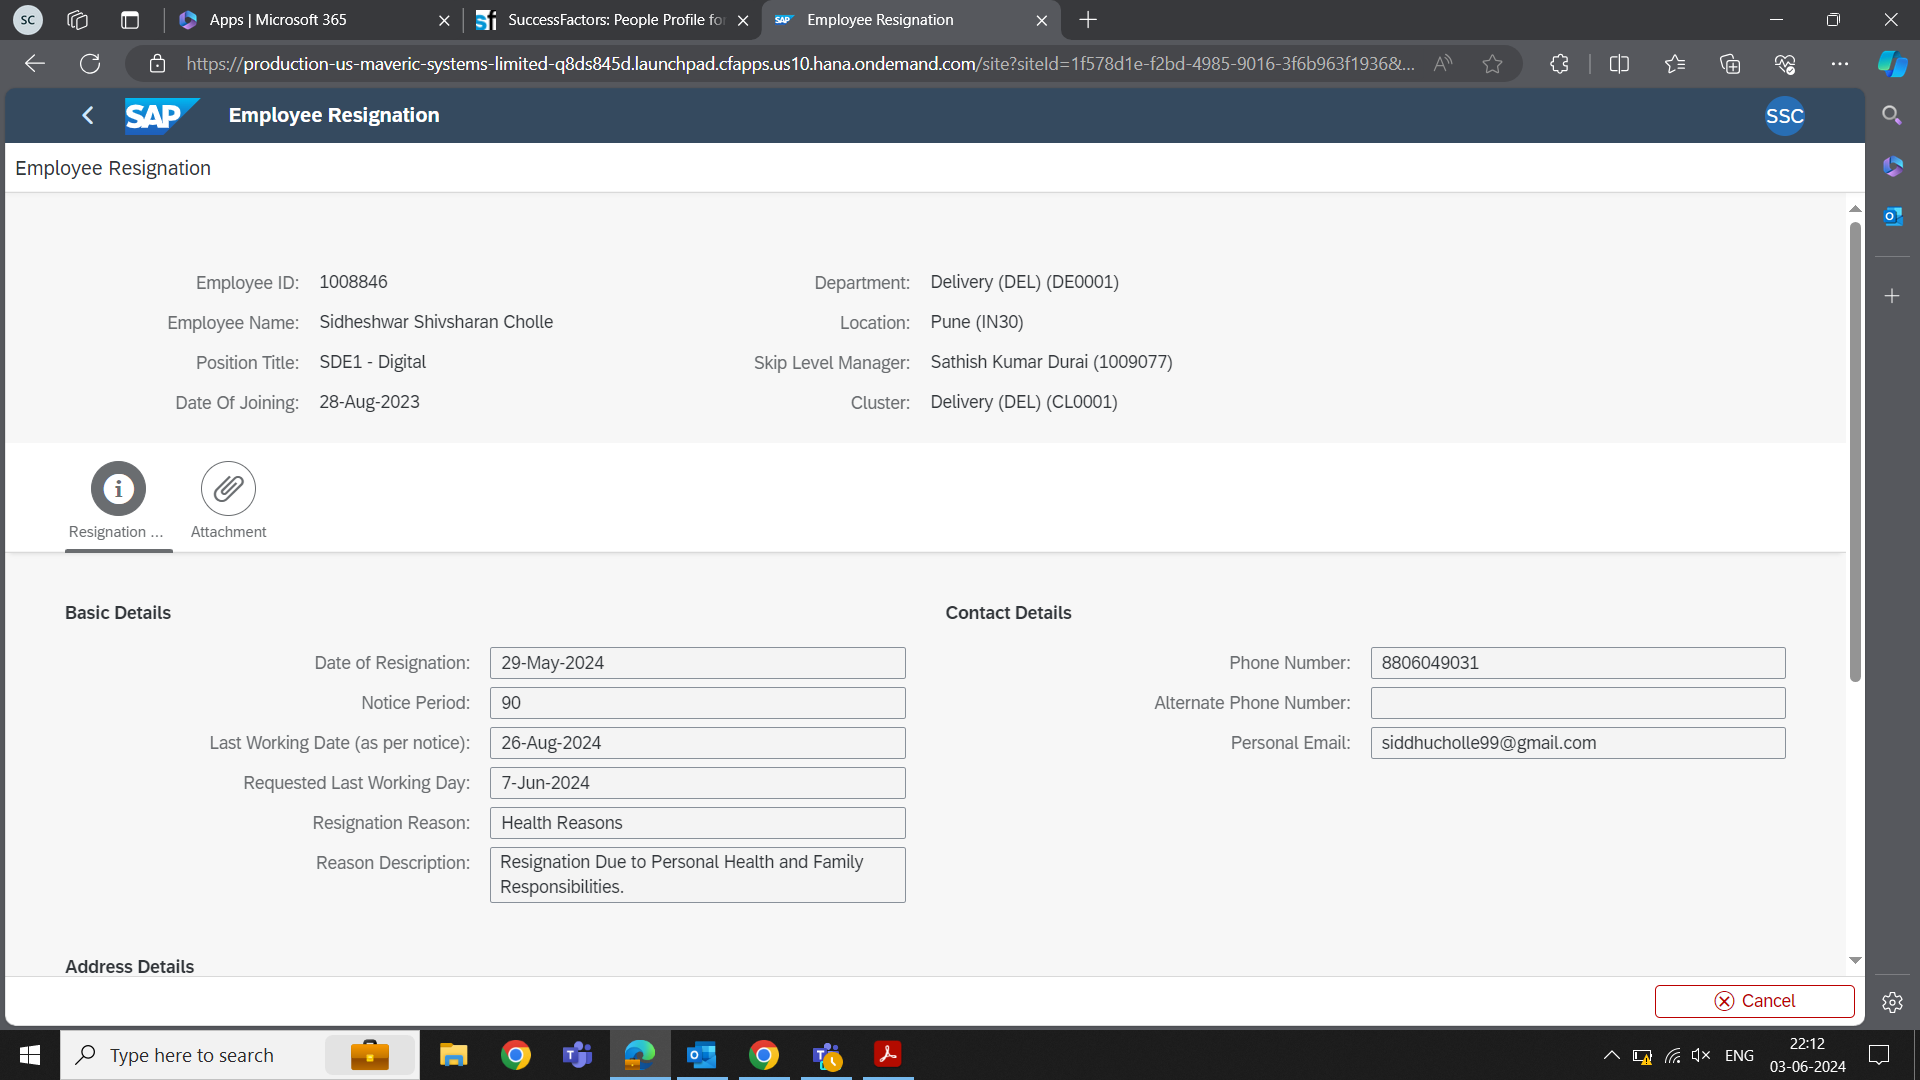 SC
Apps | Microsoft 365
SuccessFactors: People Profile for
SAP
Employee Resignation
https://production-us-maveric-systems-limited-q8ds845d.launchpad.cfapps.us10.hana.ondemand.com/site?siteId=1f578d1e-f2bd-4985-9016-3f6b963f1936&...
SAP
Employee Resignation
SSC
Employee Resignation
Employee ID: 1008846
Department: Delivery (DEL) (DE0001)
Employee Name: Sidheshwar Shivsharan Cholle
Location: Pune (IN30)
Position Title: SDE1 - Digital
Skip Level Manager: Sathish Kumar Durai (1009077)
Date Of Joining: 28-Aug-2023
Cluster: Delivery (DEL) (CL0001)
Resignation ...
Attachment
Basic Details
Contact Details
Date of Resignation: 29-May-2024
Phone Number: 8806049031
Notice Period: 90
Alternate Phone Number:
Last Working Date (as per notice): 26-Aug-2024
Personal Email: siddhucholle99@gmail.com
Requested Last Working Day: 7-Jun-2024
Resignation Reason: Health Reasons
Reason Description: Resignation Due to Personal Health and Family
Responsibilities.
Address Details
Cancel
Type here to search
ENG
22:12
03-06-2024